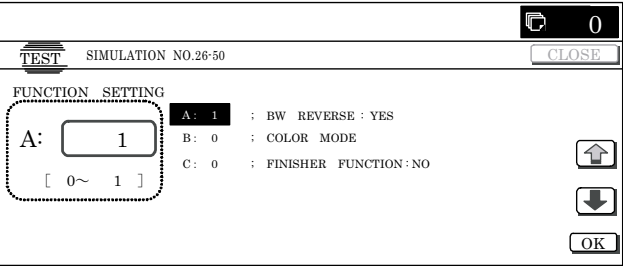 0
TEST SIMULATION NO.26-50 CLOSE
FUNCTION SETTING
A: 1 ; BW REVERSE : YES
A: 1 B: 0 ; COLOR MODE
[ 0~ 1 ] C: 0 ; FINISHER FUNCTION : NO
OK